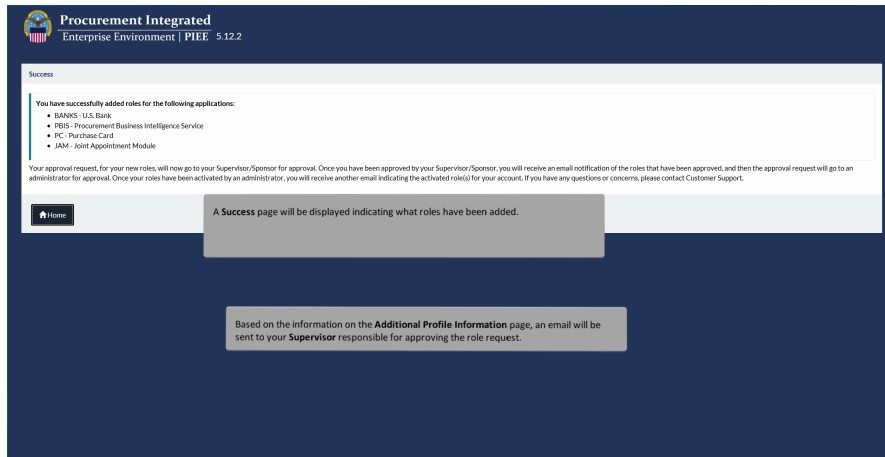 Procurement Integrated
Enterprise Environment | PIEE 5.12.2
Success
You have successfully added roles for the following applications:
• BANKS - U.S. Bank
• PBIS - Procurement Business Intelligence Service
• PC - Purchase Card
• JAM - Joint Appointment Module
Your approval request, for your new roles, will now go to your Supervisor/Sponsor for approval. Once you have been approved by your Supervisor/Sponsor, you will receive an email notification of the roles that have been approved, and then the approval request will go to an
administrator for approval. Once your roles have been activated by an administrator, you will receive another email indicating the activated role(s) for your account. If you have any questions or concerns, please contact Customer Support.
Home
A Success page will be displayed indicating what roles have been added.
Based on the information on the Additional Profile Information page, an email will be
sent to your Supervisor responsible for approving the role request.